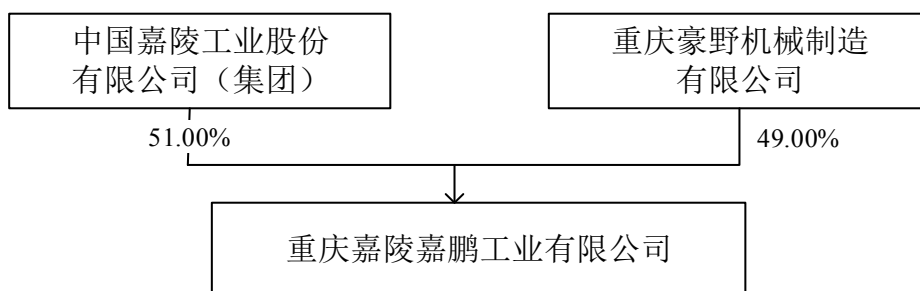 中国嘉陵工业股份
有限公司（集团）
重庆豪野机械制造
有限公司
51.00%
49.00%
重庆嘉陵嘉鹏工业有限公司